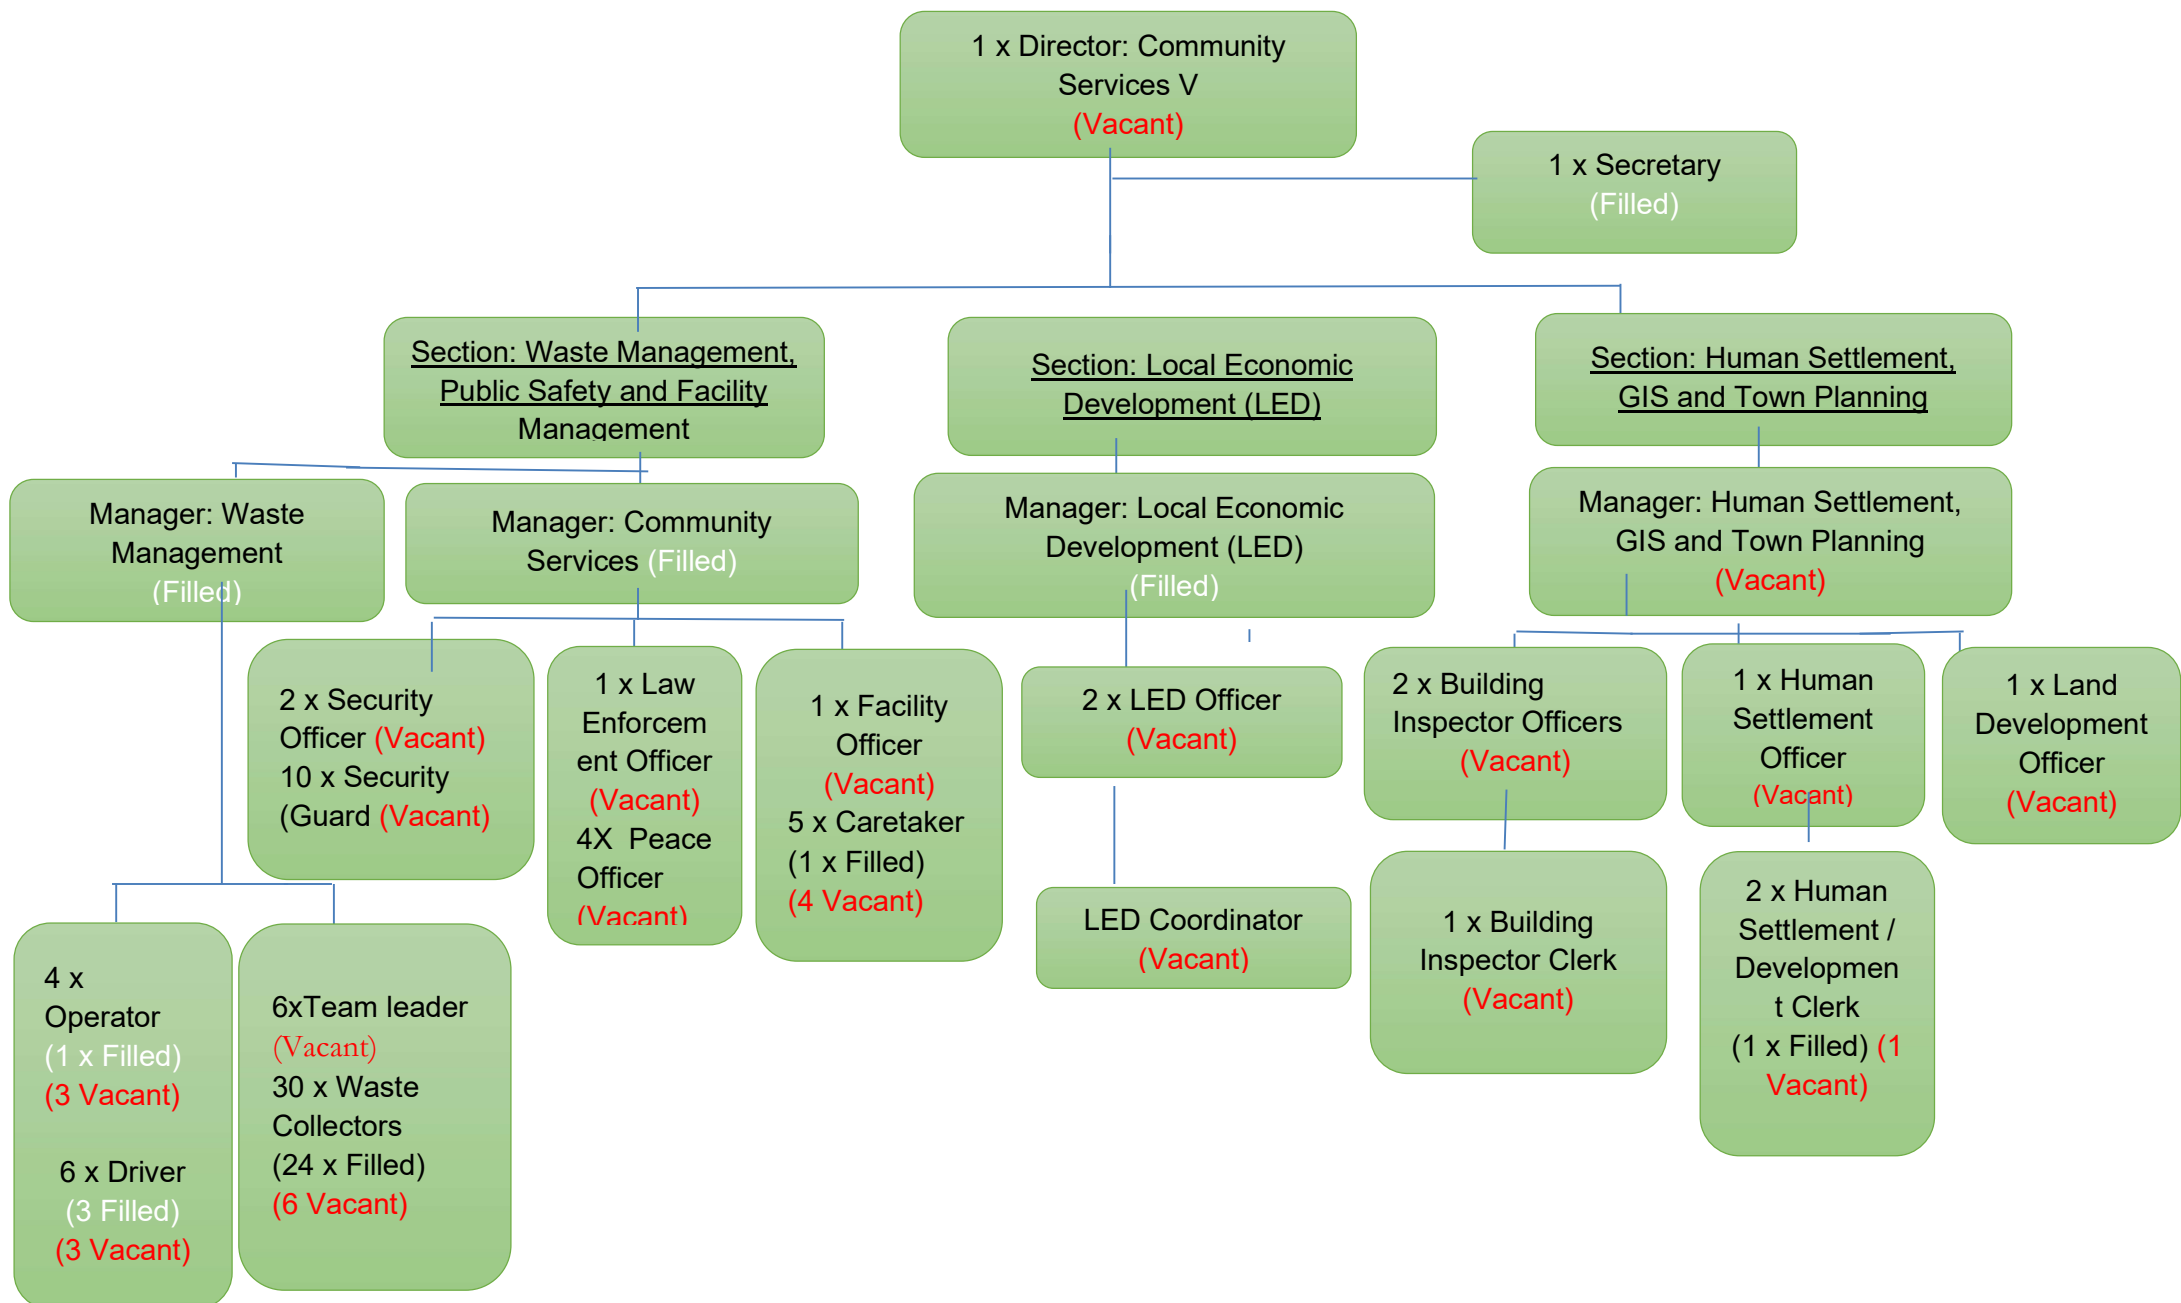 1 x Director: Community
Services V
(Vacant)
1 x Secretary
(Filled)
Section: Waste Management,
Public Safety and Facility
Management
Section: Local Economic
Development (LED)
Section: Human Settlement,
GIS and Town Planning
Manager: Waste
Management
(Filled)
Manager: Community
Services (Filled)
Manager: Local Economic
Development (LED)
(Filled)
Manager: Human Settlement,
GIS and Town Planning
(Vacant)
2 x Security
Officer (Vacant)
10 x Security
(Guard (Vacant)
1 x Law
Enforcem
ent Officer
(Vacant)
4X  Peace
Officer
(Vacant)
1 x Facility
Officer
(Vacant)
5 x Caretaker
(1 x Filled)
(4 Vacant)
2 x LED Officer
(Vacant)
2 x Building
Inspector Officers
(Vacant)
1 x Human
Settlement
Officer
(Vacant)
1 x Land
Development
Officer
(Vacant)
4 x
Operator
(1 x Filled)
(3 Vacant)
6 x Driver
(3 Filled)
(3 Vacant)
6xTeam leader
(Vacant)
30 x Waste
Collectors
(24 x Filled)
(6 Vacant)
LED Coordinator
(Vacant)
1 x Building
Inspector Clerk
(Vacant)
2 x Human
Settlement /
Developmen
t Clerk
(1 x Filled) (1
Vacant)